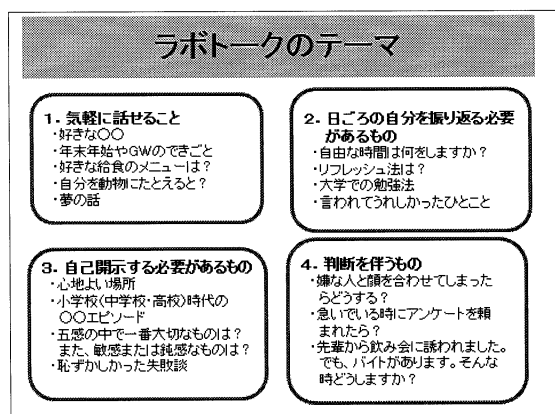 ラボトークのテーマ
1. 気軽に話せること
・好きな○○
・年末年始やGWのできごと
・好きな給食のメニューは?
・自分を動物にたとえると?
・夢の話
2. 日ごろの自分を振り返る必要
があるもの
・自由な時間は何をしますか?
・リフレッシュ法は?
・大学での勉強法
・言われてうれしかったひとこと
3. 自己開示する必要があるもの
・心地よい場所
・小学校(中学校・高校)時代の
○○エピソード
・五感の中で一番大切なものは?
また、敏感または鈍感なものは?
・恥ずかしかった失敗談
4. 判断を伴うもの
・嫌な人と顔を合わせてしまった
らどうする?
・急いでいる時にアンケートを頼
まれたら?
・先輩から飲み会に誘われました。
でも、バイトがあります。そんな
時どうしますか?